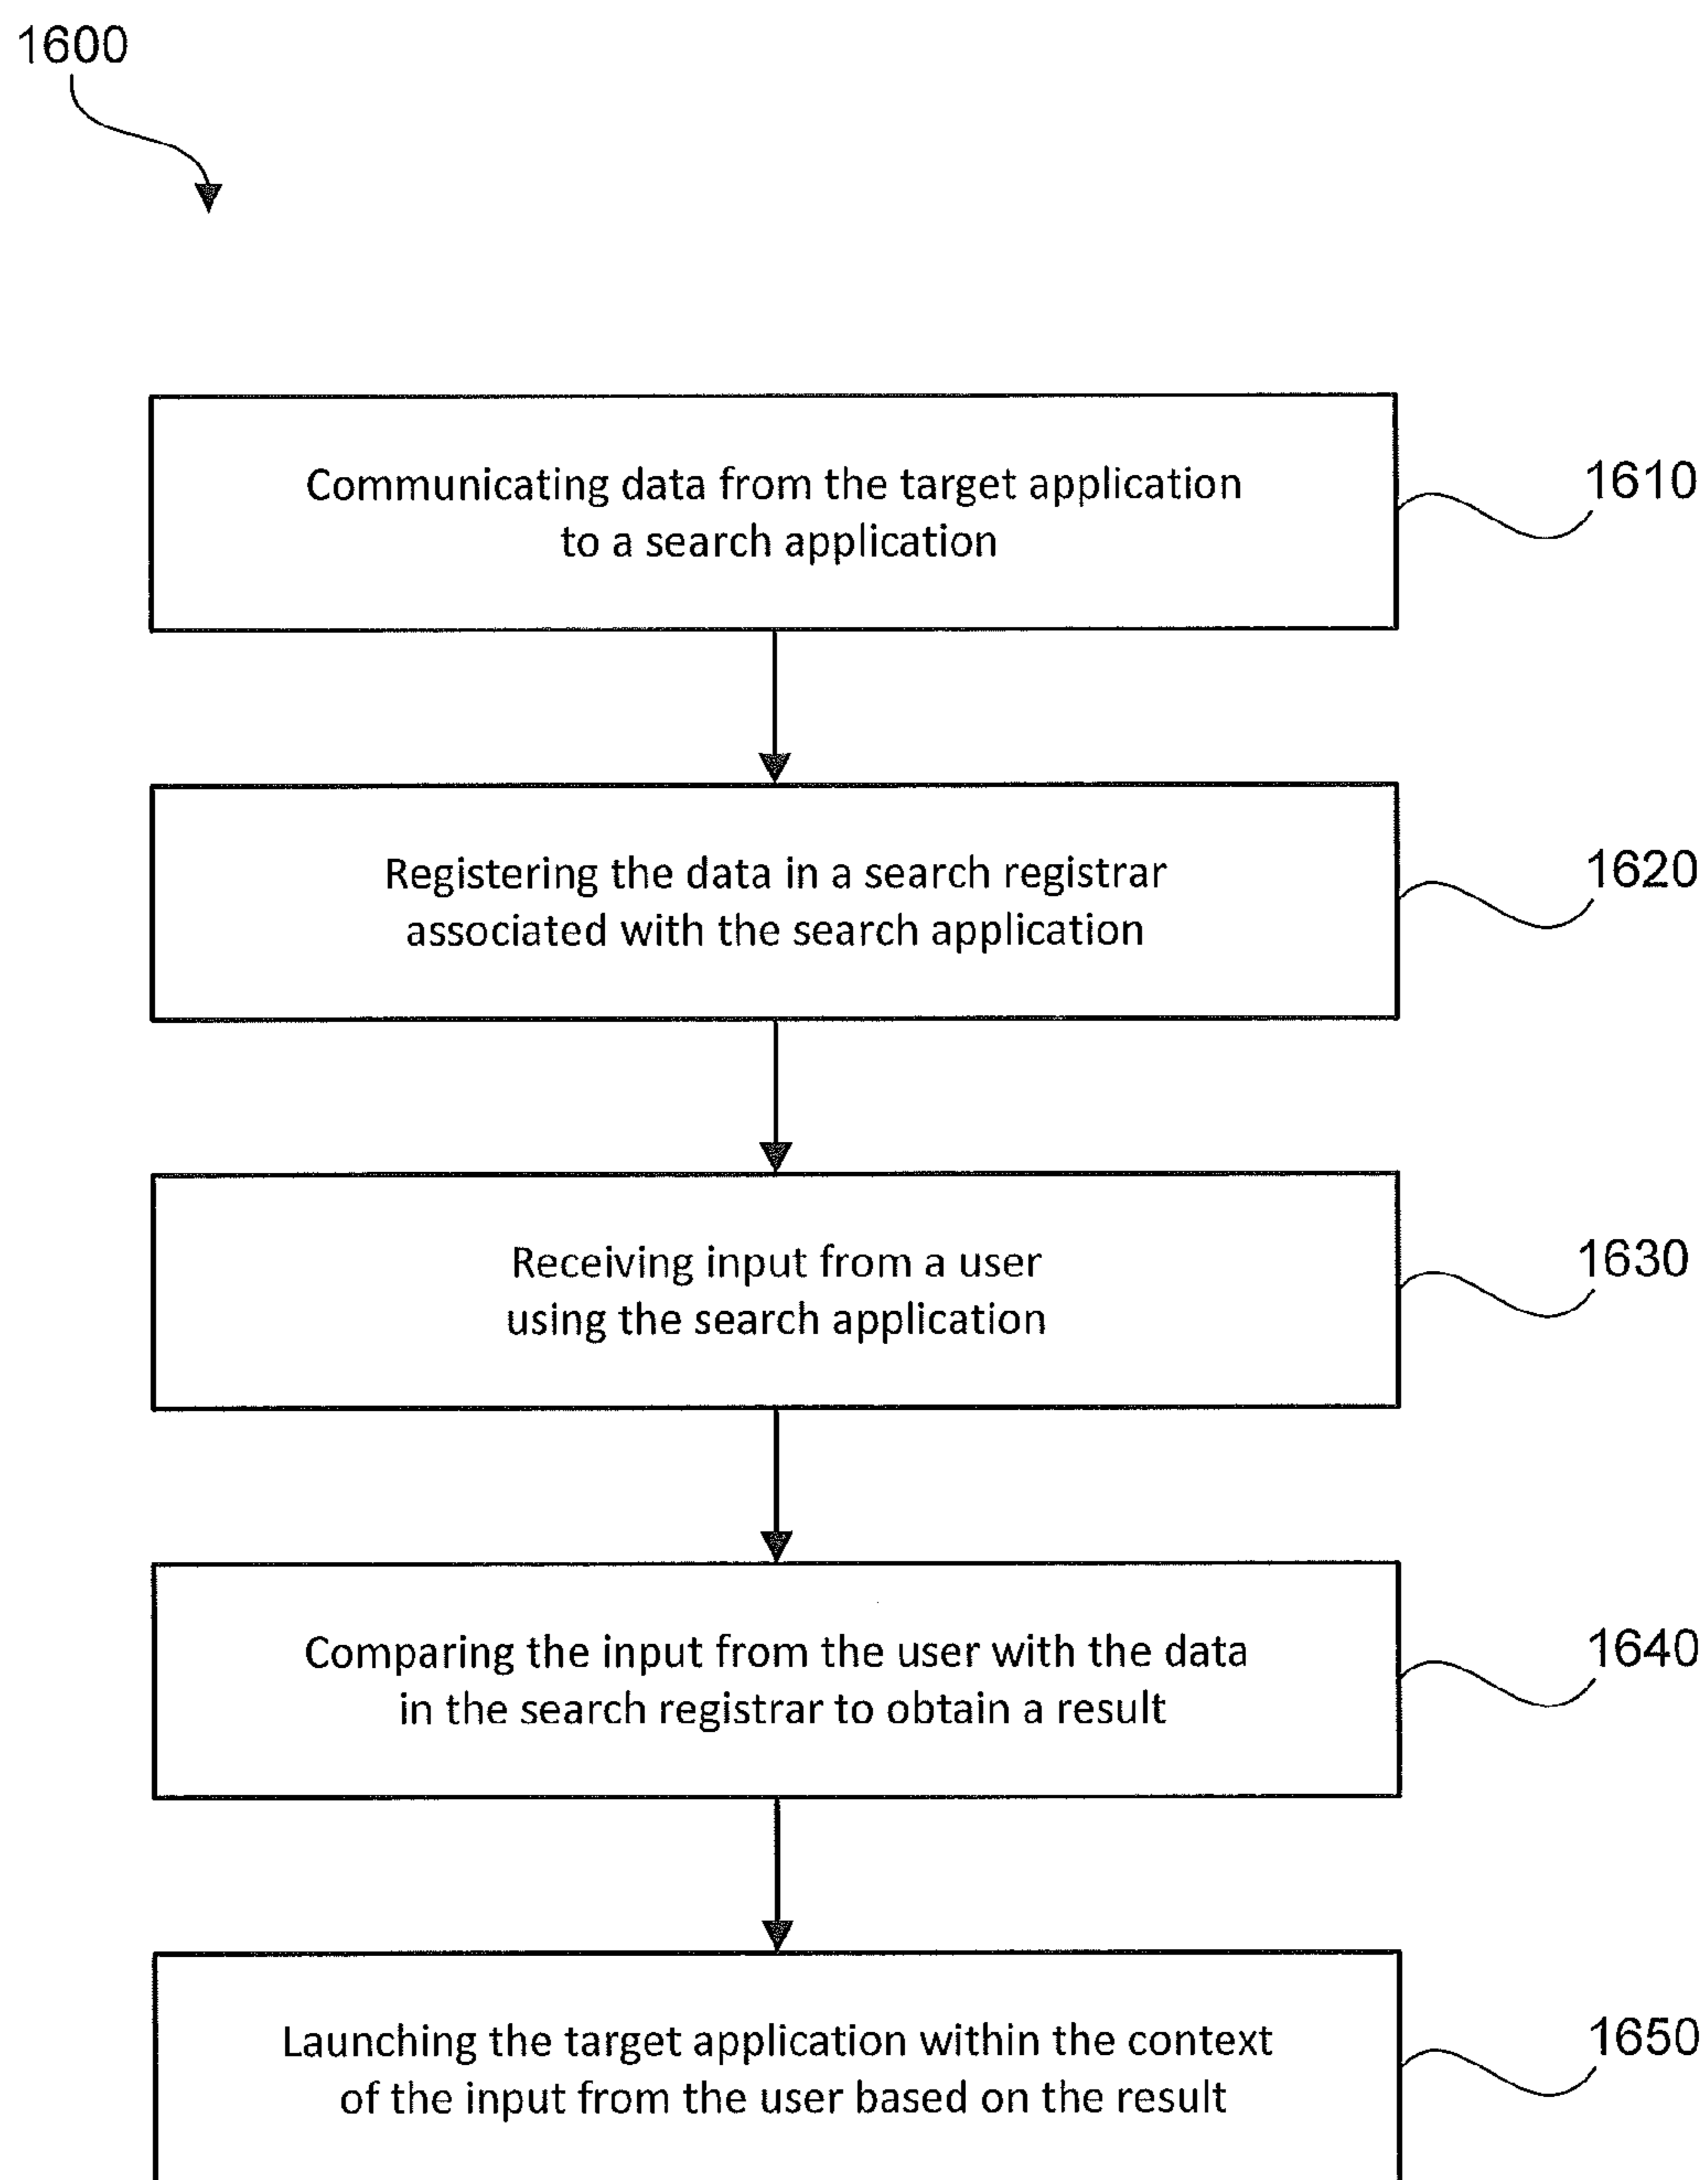 1600
Communicating data from the target application
to a search application
1610
Registering the data in a search registrar
associated with the search application
1620
Receiving input from a user
using the search application
1630
Comparing the input from the user with the data
in the search registrar to obtain a result
1640
Launching the target application within the context
of the input from the user based on the result
1650